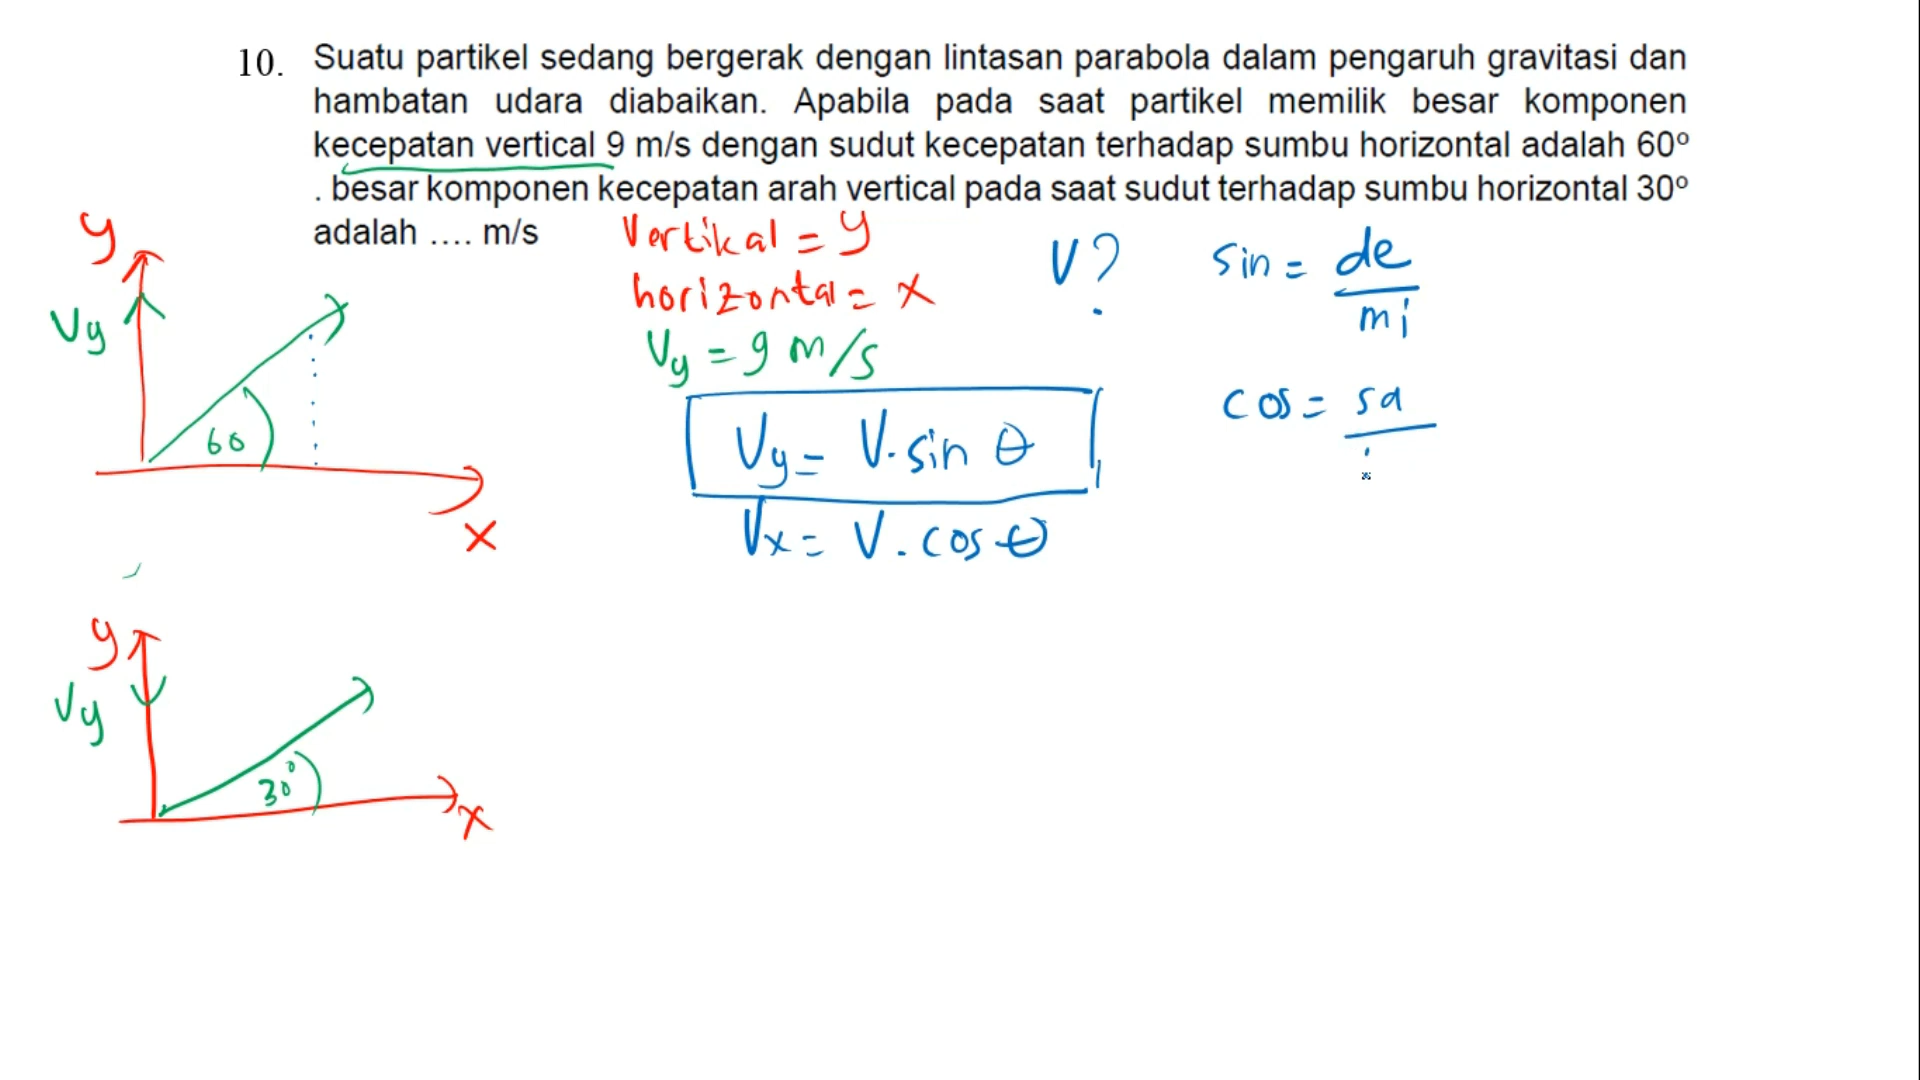 10. Suatu partikel sedang bergerak dengan lintasan parabola dalam pengaruh gravitasi dan
hambatan udara diabaikan. Apabila pada saat partikel memilik besar komponen
kecepatan vertical 9 m/s dengan sudut kecepatan terhadap sumbu horizontal adalah 60º
. besar komponen kecepatan arah vertical pada saat sudut terhadap sumbu horizontal 30º
adalah .... m/s
vertikal = y
horizontal = x
Vy = 9 m/s
Vy = V. sin θ
Vx = V. cos θ
V?
sin = de
mi
cos = sa
y
Vy
60
x
y
Vy
30°
x